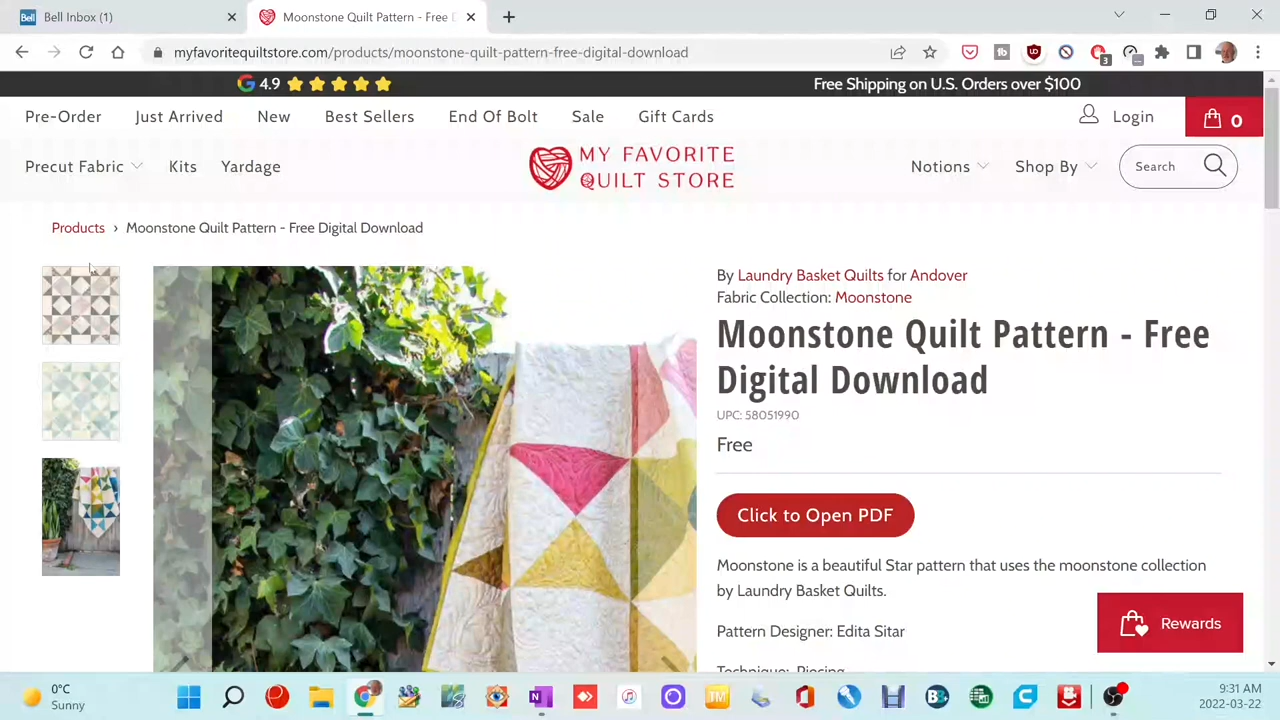 Bell Bell Inbox (1)
Moonstone Quilt Pattern - Free D
myfavoritequiltstore.com/products/moonstone-quilt-pattern-free-digital-download
4.9
Free Shipping on U.S. Orders over $100
Pre-Order Just Arrived New Best Sellers End Of Bolt Sale Gift Cards Login 0
Precut Fabric Kits Yardage MY FAVORITE QUILT STORE Notions Shop By Search
Products › Moonstone Quilt Pattern - Free Digital Download
By Laundry Basket Quilts for Andover
Fabric Collection: Moonstone
Moonstone Quilt Pattern - Free
Digital Download
UPC: 58051990
Free
Click to Open PDF
Moonstone is a beautiful Star pattern that uses the moonstone collection
by Laundry Basket Quilts.
Rewards
Pattern Designer: Edita Sitar
Technique: Piecing
0°C
Sunny
9:31 AM
2022-03-22